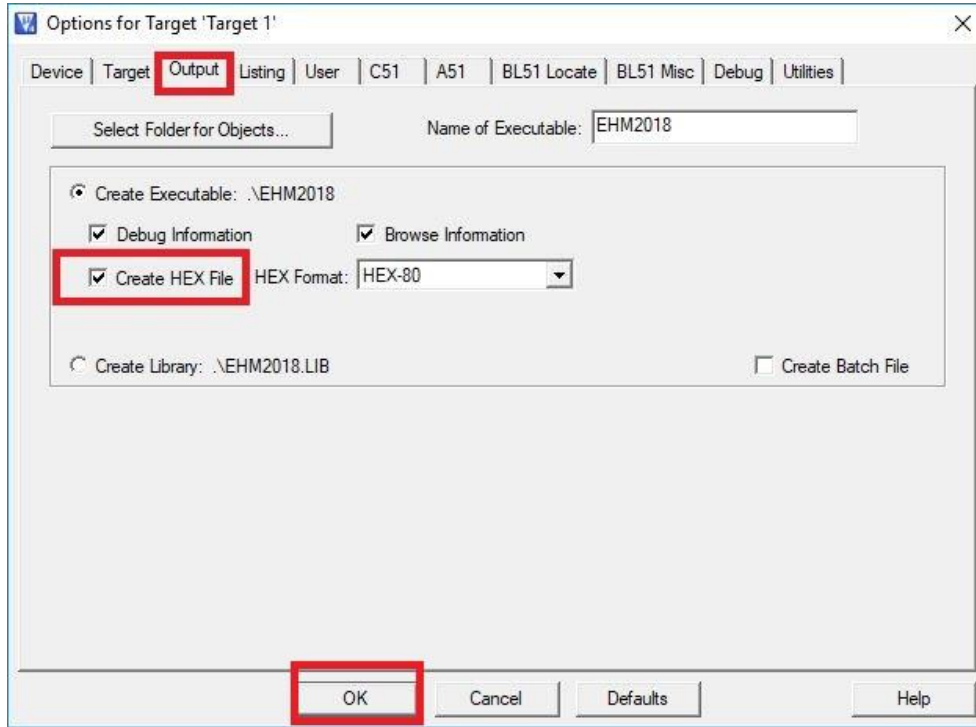 Options for Target 'Target 1'
Device Target Output Listing User C51 A51 BL51 Locate BL51 Misc Debug Utilities
Select Folder for Objects... Name of Executable: EHM2018
Create Executable: .\EHM2018
Debug Information Browse Information
Create HEX File HEX Format: HEX-80
Create Library: .\EHM2018.LIB Create Batch File
OK Cancel Defaults Help